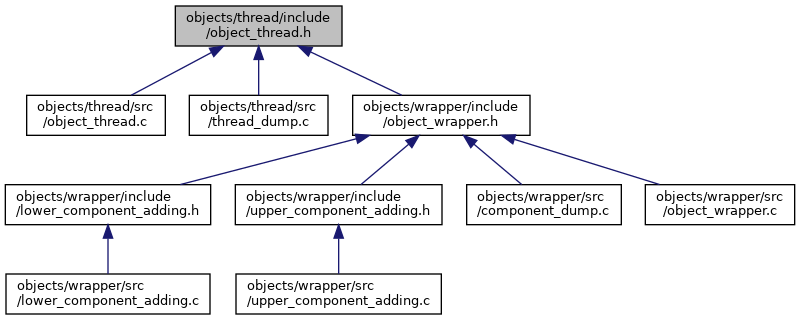 objects/thread/include
/object_thread.h
objects/thread/src
/object_thread.c
objects/thread/src
/thread_dump.c
objects/wrapper/include
/object_wrapper.h
objects/wrapper/include
/lower_component_adding.h
objects/wrapper/include
/upper_component_adding.h
objects/wrapper/src
/component_dump.c
objects/wrapper/src
/object_wrapper.c
objects/wrapper/src
/lower_component_adding.c
objects/wrapper/src
/upper_component_adding.c